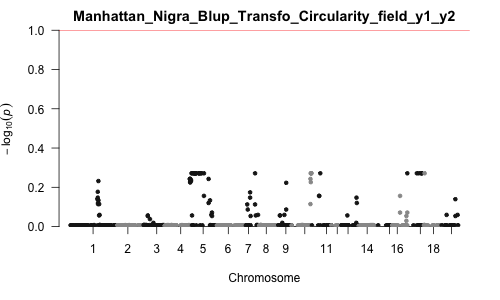 Manhattan_Nigra_Blup_Transfo_Circularity_field_y1_y2
1.0
0.8
0.6
0.4
0.2
0.0
− log₁₀(p)
1 2 3 4 5 6 7 8 9 11 14 16 18
Chromosome